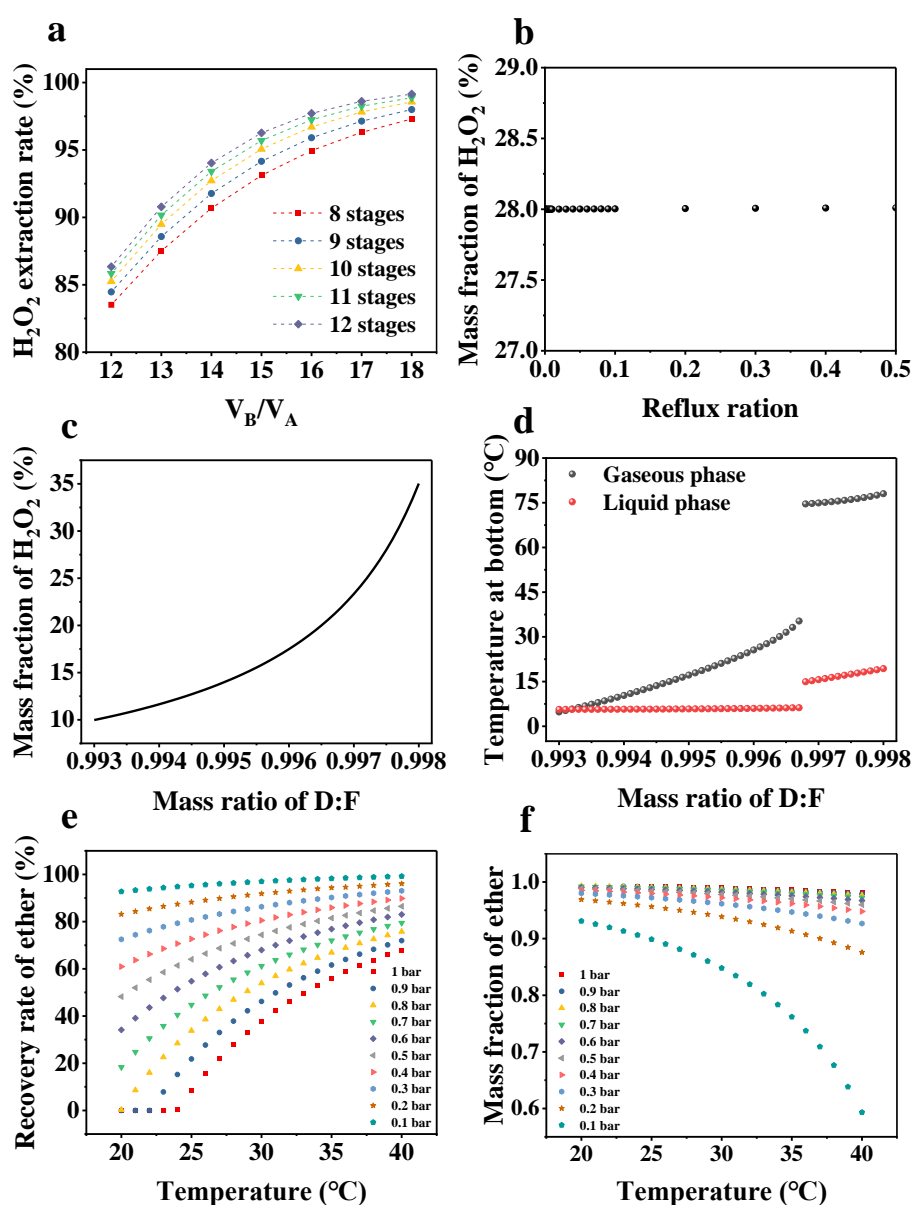 a
H₂O₂ extraction rate (%)
100
95
90
85
80
12 13 14 15 16 17 18
V_B/V_A
8 stages
9 stages
10 stages
11 stages
12 stages
b
Mass fraction of H₂O₂ (%)
29.0
28.5
28.0
27.5
27.0
0.0 0.1 0.2 0.3 0.4 0.5
Reflux ration
c
Mass fraction of H₂O₂ (%)
35
30
25
20
15
10
0.993 0.994 0.995 0.996 0.997 0.998
Mass ratio of D:F
d
Temperature at bottom (°C)
90
75
60
45
30
15
0
Gaseous phase
Liquid phase
0.993 0.994 0.995 0.996 0.997 0.998
Mass ratio of D:F
e
Recovery rate of ether (%)
100
80
60
40
20
0
1 bar
0.9 bar
0.8 bar
0.7 bar
0.6 bar
0.5 bar
0.4 bar
0.3 bar
0.2 bar
0.1 bar
20 25 30 35 40
Temperature (°C)
f
Mass fraction of ether
1.0
0.9
0.8
0.7
0.6
1 bar
0.9 bar
0.8 bar
0.7 bar
0.6 bar
0.5 bar
0.4 bar
0.3 bar
0.2 bar
0.1 bar
20 25 30 35 40
Temperature (°C)